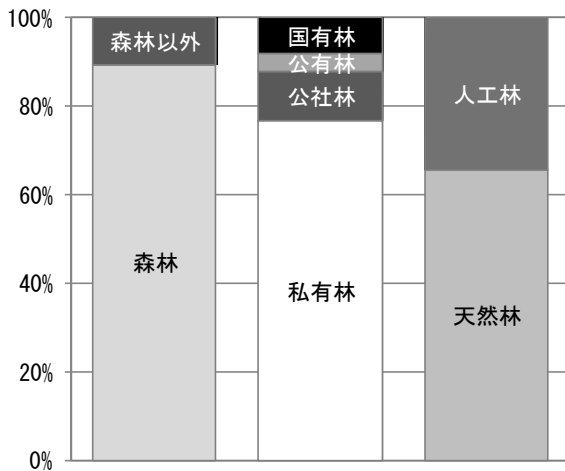 100%
80%
60%
40%
20%
0%
森林以外
森林
国有林
公有林
公社林
私有林
人工林
天然林